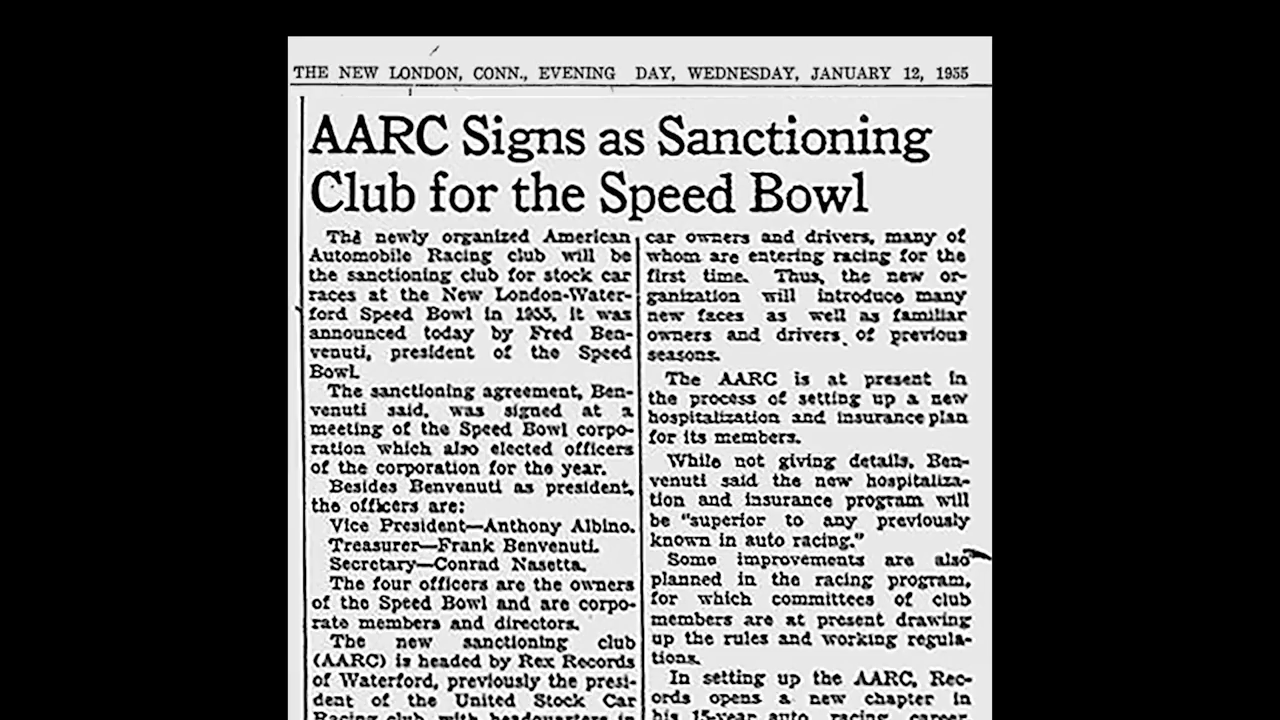 THE NEW LONDON, CONN., EVENING DAY, WEDNESDAY, JANUARY 12, 1955
AARC Signs as Sanctioning
Club for the Speed Bowl
The newly organized American
Automobile Racing club will be
the sanctioning club for stock car
races at the New London-Water-
ford Speed Bowl in 1955, it was
announced today by Fred Ben-
venuti, president of the Speed
Bowl.
The sanctioning agreement, Ben-
venuti said, was signed at a
meeting of the Speed Bowl corpo-
ration which also elected officers
of the corporation for the year.
Besides Benvenuti as president,
the officers are:
Vice President—Anthony Albino.
Treasurer—Frank Benvenuti.
Secretary—Conrad Nasetta.
The four officers are the owners
of the Speed Bowl and are corpo-
rate members and directors.
The new sanctioning club
(AARC) is headed by Rex Records
of Waterford, previously the presi-
dent of the United Stock Car
Racing club with headquarters in
car owners and drivers, many of
whom are entering racing for the
first time. Thus, the new or-
ganization will introduce many
new faces as well as familiar
owners and drivers of previous
seasons.
The AARC is at present in
the process of setting up a new
hospitalization and insurance plan
for its members.
While not giving details, Ben-
venuti said the new hospitaliza-
tion and insurance program will
be "superior to any previously
known in auto racing."
Some improvements are also
planned in the racing program,
for which committees of club
members are at present drawing
up the rules and working regula-
tions.
In setting up the AARC, Rec-
ords opens a new chapter in
his 15-year auto racing career